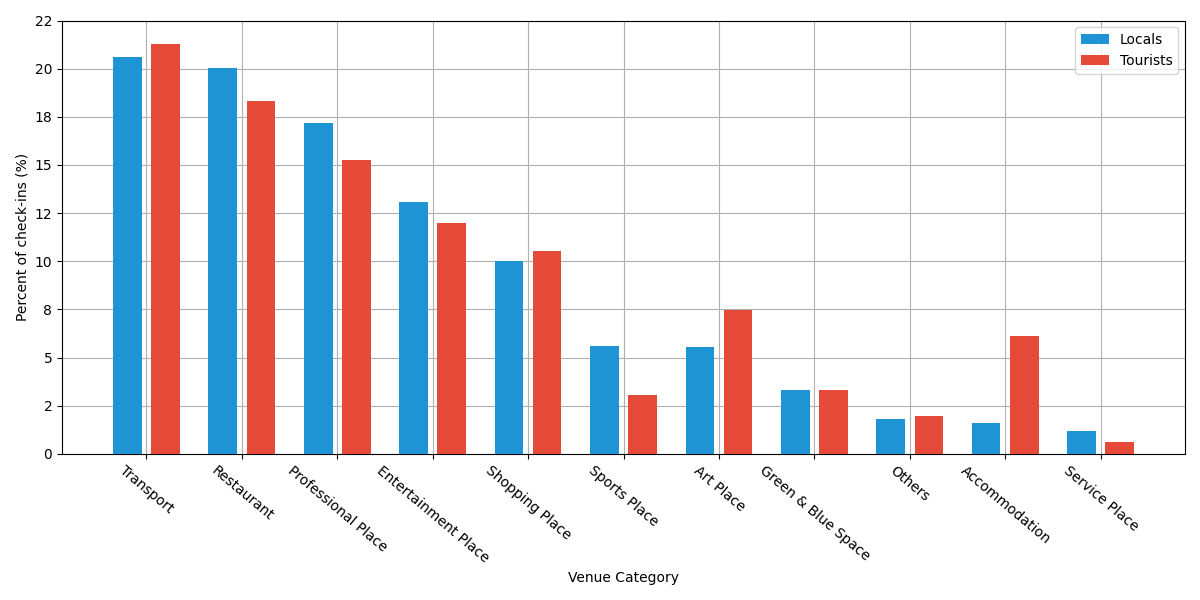 Locals
Tourists
Percent of check-ins (%)
22
20
18
15
12
10
8
5
2
0
Transport
Restaurant
Professional Place
Entertainment Place
Shopping Place
Sports Place
Art Place
Green & Blue Space
Others
Accommodation
Service Place
Venue Category